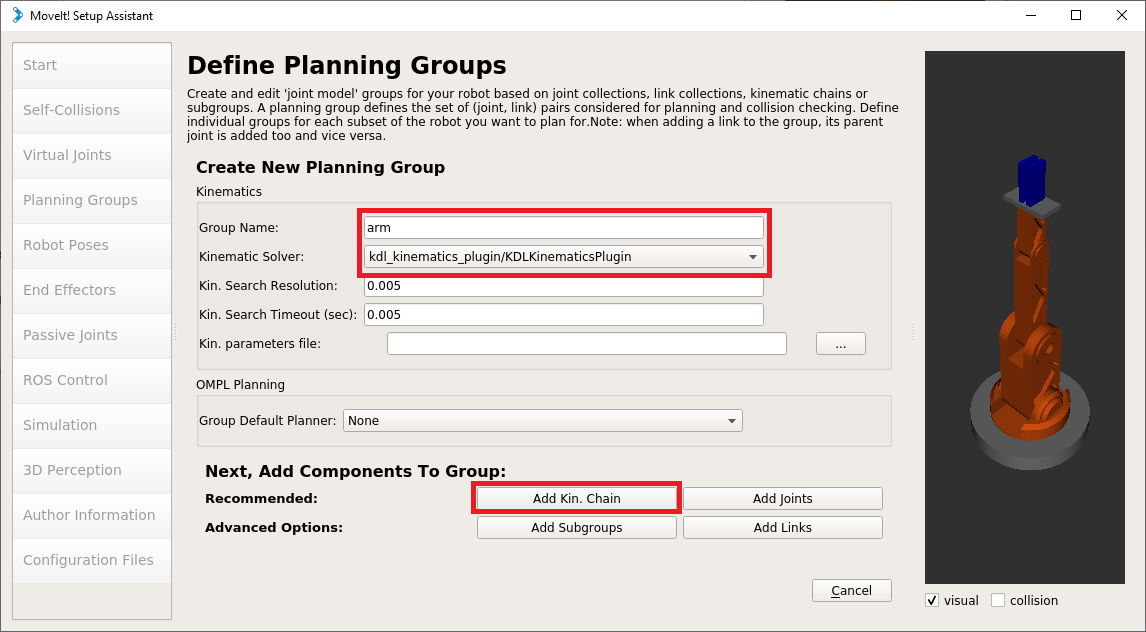 MoveIt! Setup Assistant
Start
Self-Collisions
Virtual Joints
Planning Groups
Robot Poses
End Effectors
Passive Joints
ROS Control
Simulation
3D Perception
Author Information
Configuration Files
Define Planning Groups
Create and edit 'joint model' groups for your robot based on joint collections, link collections, kinematic chains or
subgroups. A planning group defines the set of (joint, link) pairs considered for planning and collision checking. Define
individual groups for each subset of the robot you want to plan for.Note: when adding a link to the group, its parent
joint is added too and vice versa.
Create New Planning Group
Kinematics
Group Name: arm
Kinematic Solver: kdl_kinematics_plugin/KDLKinematicsPlugin
Kin. Search Resolution: 0.005
Kin. Search Timeout (sec): 0.005
Kin. parameters file: ...
OMPL Planning
Group Default Planner: None
Next, Add Components To Group:
Recommended: Add Kin. Chain Add Joints
Advanced Options: Add Subgroups Add Links
Cancel
visual collision